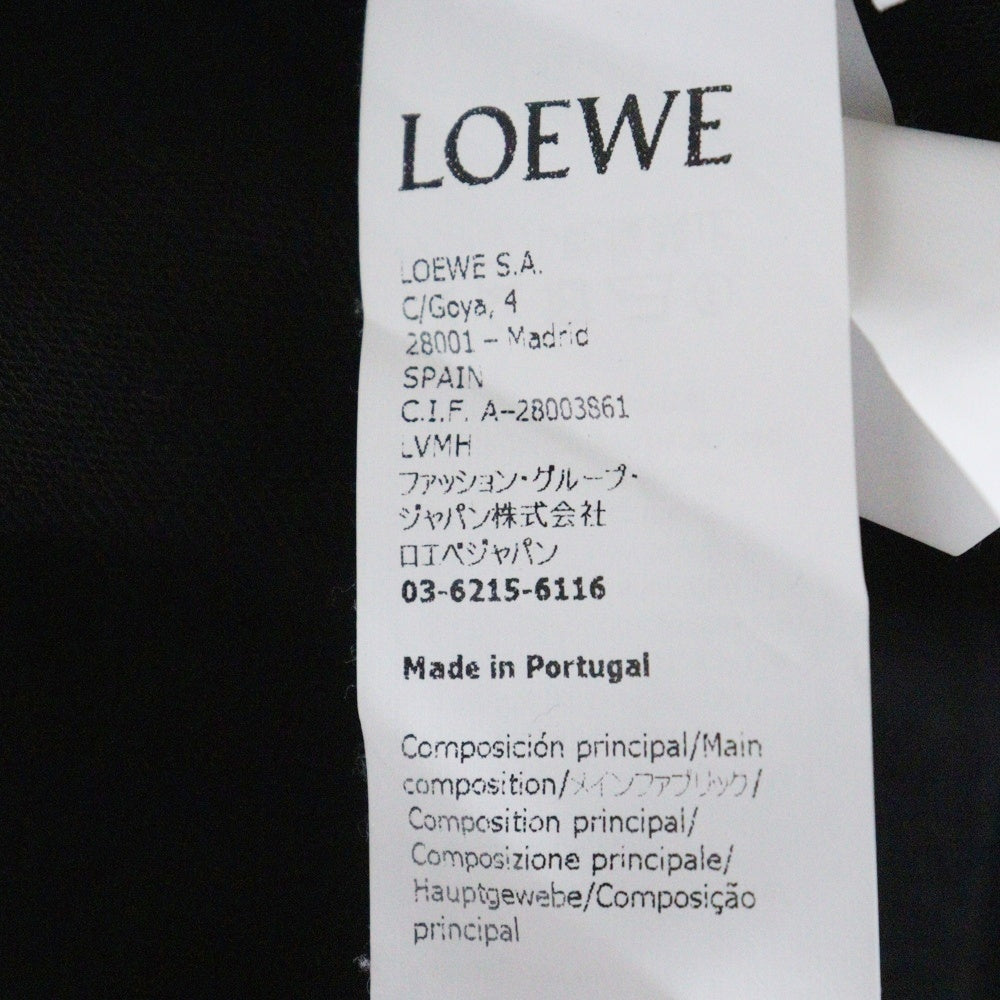 LOEWE
LOEWE S.A.
C/Goya, 4
28001 – Madrid
SPAIN
C.I.F. A-28003861
LVMH
ファッション・グループ・
ジャパン株式会社
ロエベジャパン
03-6215-6116
Made in Portugal
Composición principal/Main
composition/メインファブリック/
Composition principal/
Composizione principale/
Hauptgewebe/Composição
principal